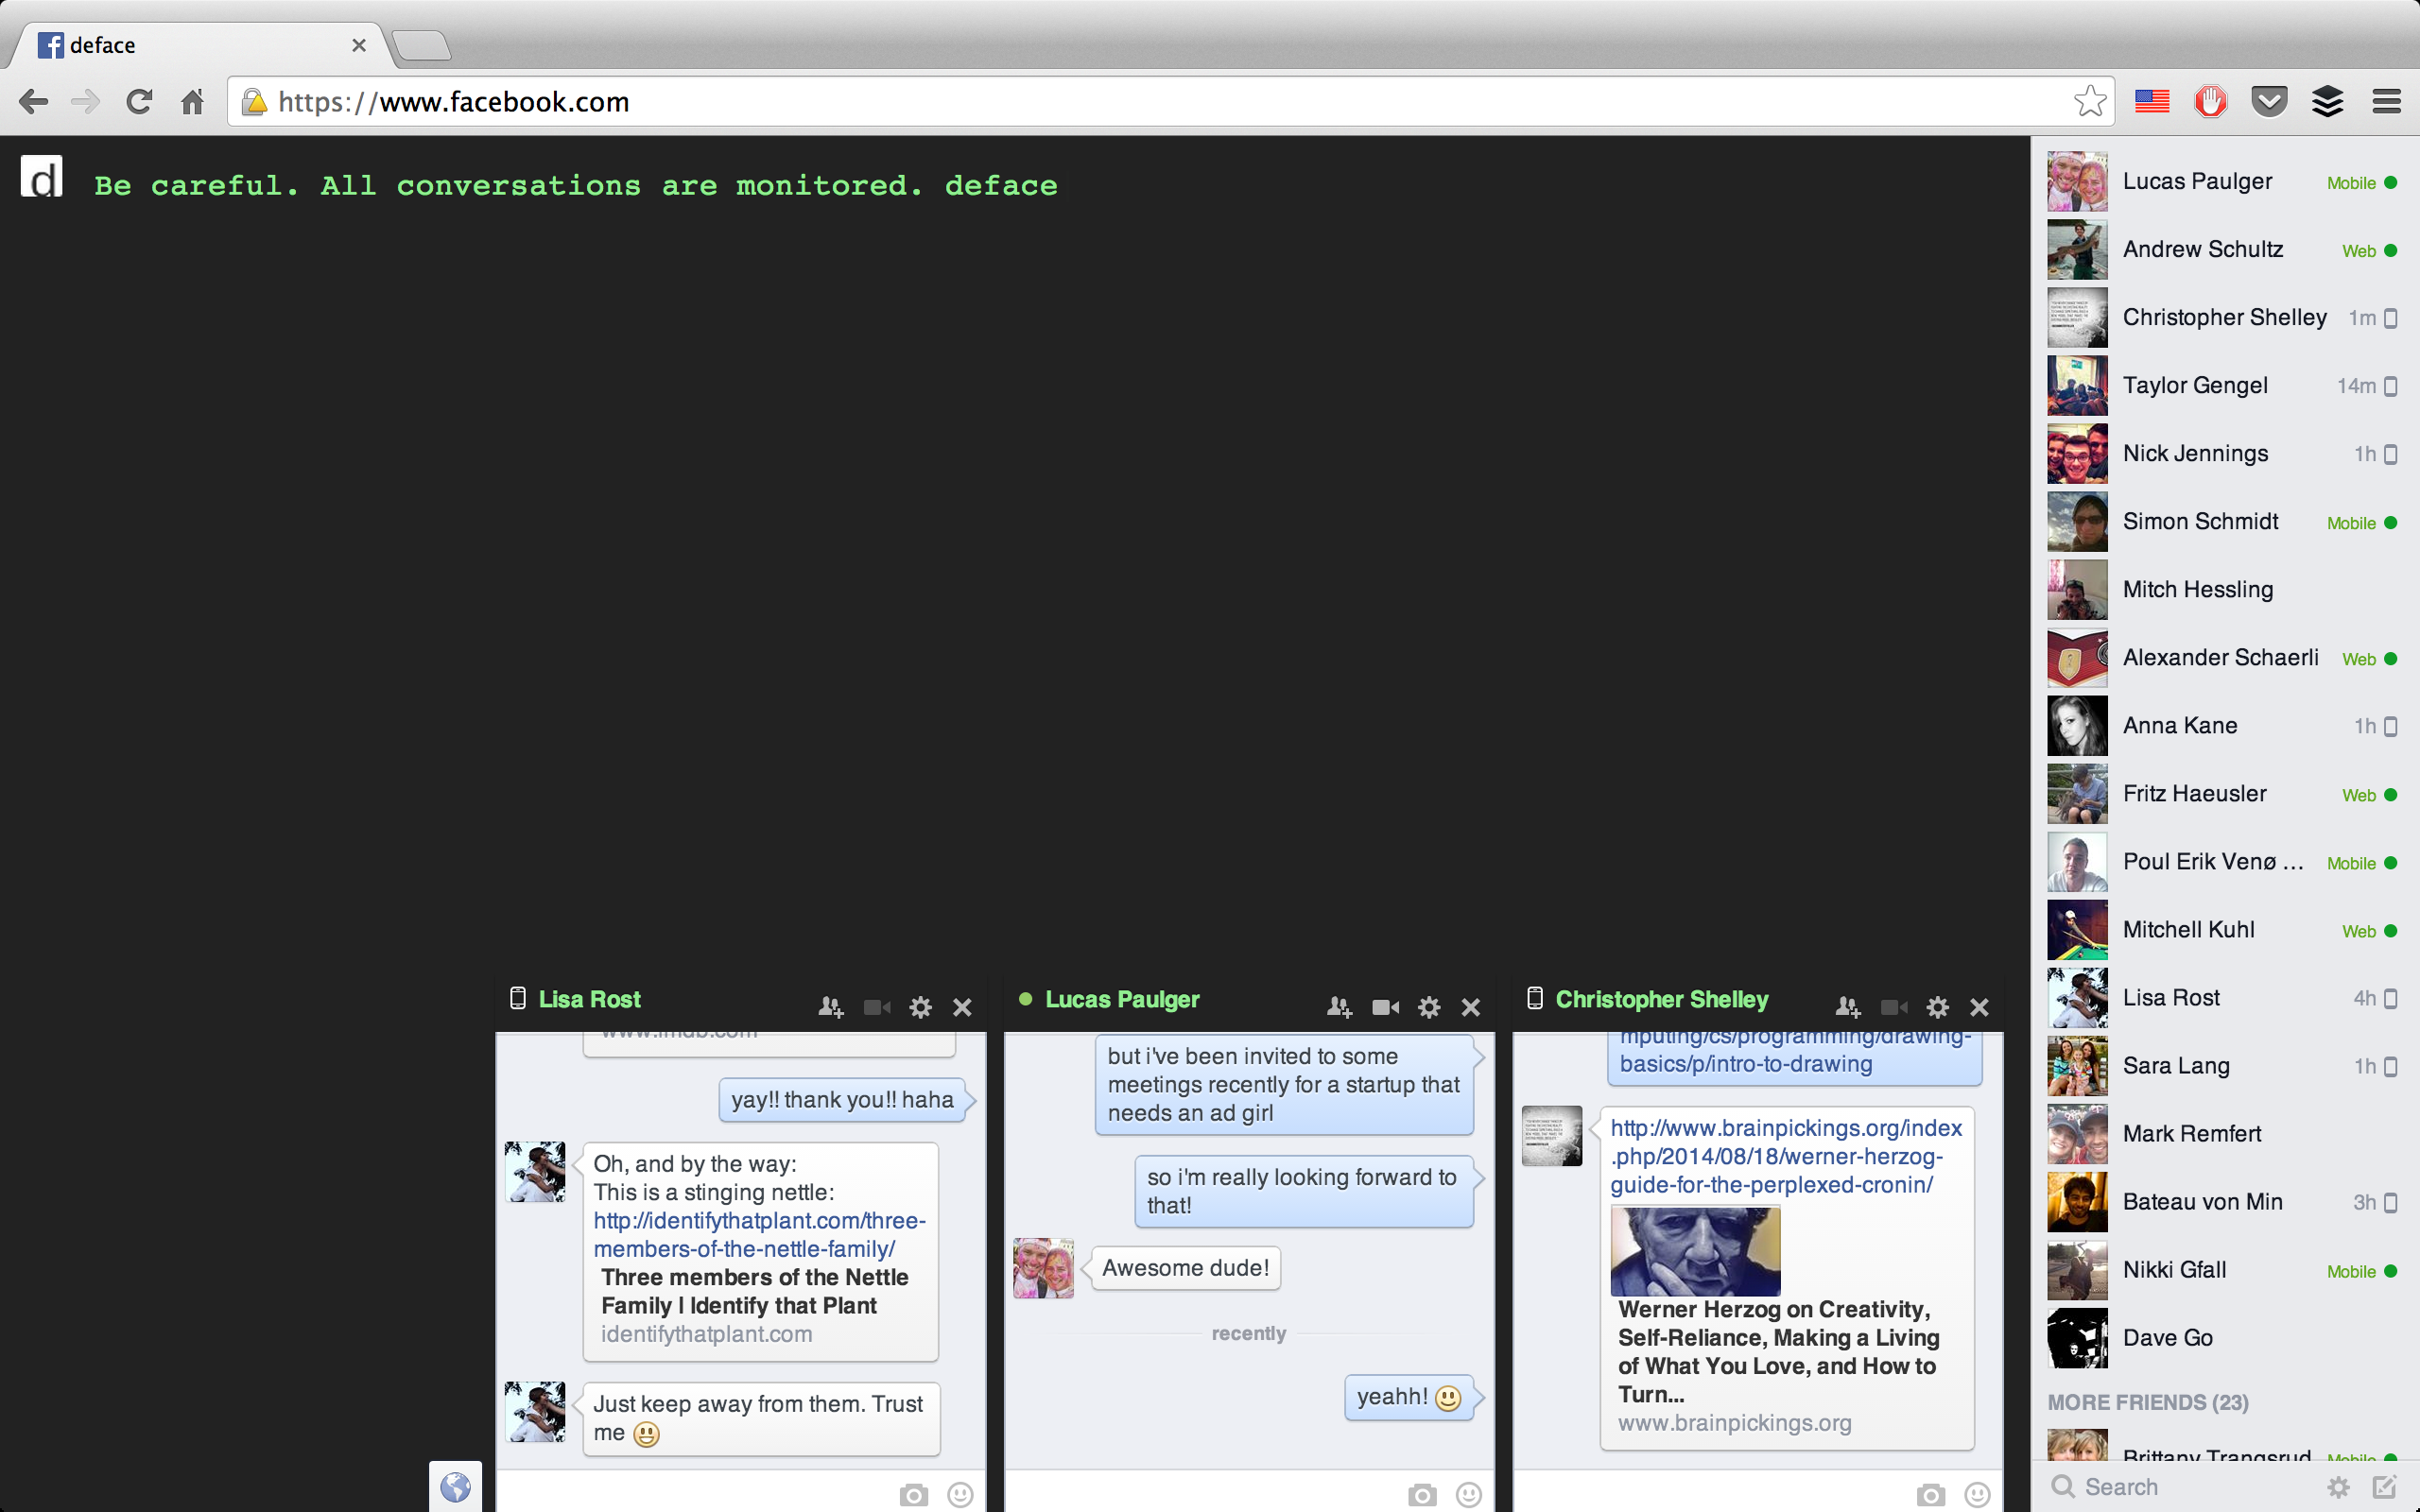 deface
https://www.facebook.com
d Be careful. All conversations are monitored. deface
Lisa Rost
www.imdb.com
yay!! thank you!! haha
Oh, and by the way:
This is a stinging nettle:
http://identifythatplant.com/three-
members-of-the-nettle-family/
Three members of the Nettle
Family | Identify that Plant
identifythatplant.com
Just keep away from them. Trust
me
Lucas Paulger
but i've been invited to some
meetings recently for a startup that
needs an ad girl
so i'm really looking forward to
that!
Awesome dude!
recently
yeahh!
Christopher Shelley
mputing/cs/programming/drawing-
basics/p/intro-to-drawing
http://www.brainpickings.org/index
.php/2014/08/18/werner-herzog-
guide-for-the-perplexed-cronin/
Werner Herzog on Creativity,
Self-Reliance, Making a Living
of What You Love, and How to
Turn...
www.brainpickings.org
Lucas Paulger Mobile
Andrew Schultz Web
Christopher Shelley 1m
Taylor Gengel 14m
Nick Jennings 1h
Simon Schmidt Mobile
Mitch Hessling
Alexander Schaerli Web
Anna Kane 1h
Fritz Haeusler Web
Poul Erik Venø ... Mobile
Mitchell Kuhl Web
Lisa Rost 4h
Sara Lang 1h
Mark Remfert
Bateau von Min 3h
Nikki Gfall Mobile
Dave Go
MORE FRIENDS (23)
Brittany Trangsrud Mobile
Search